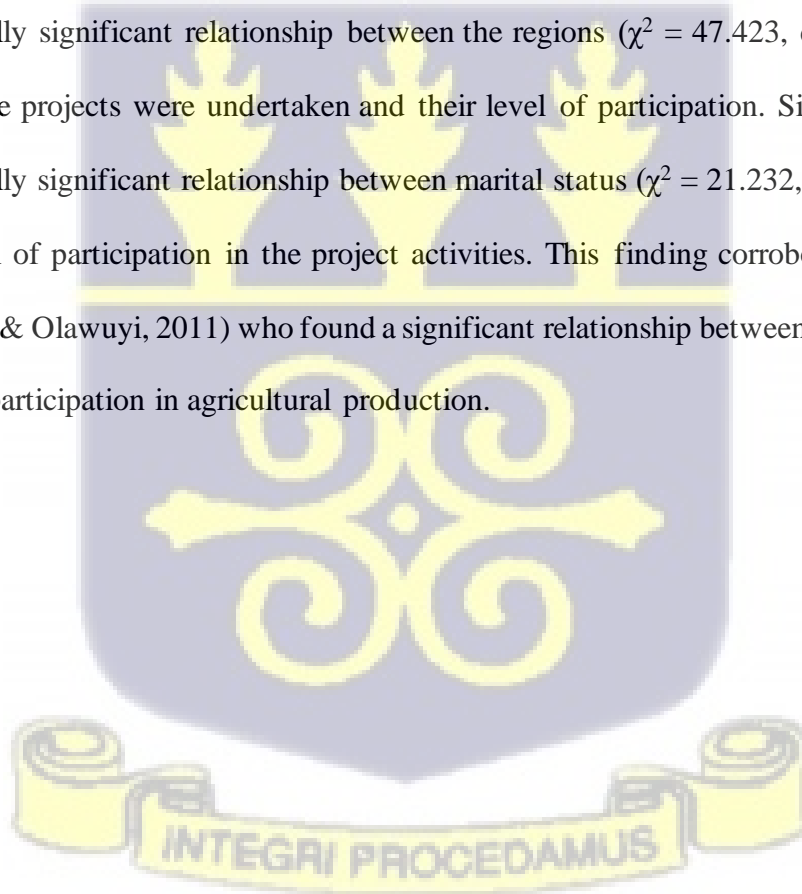 lly significant relationship between the regions (χ² = 47.423,
e projects were undertaken and their level of participation. Si
lly significant relationship between marital status (χ² = 21.232,
of participation in the project activities. This finding corrob
& Olawuyi, 2011) who found a significant relationship between
participation in agricultural production.
INTEGRI PROCEDAMUS